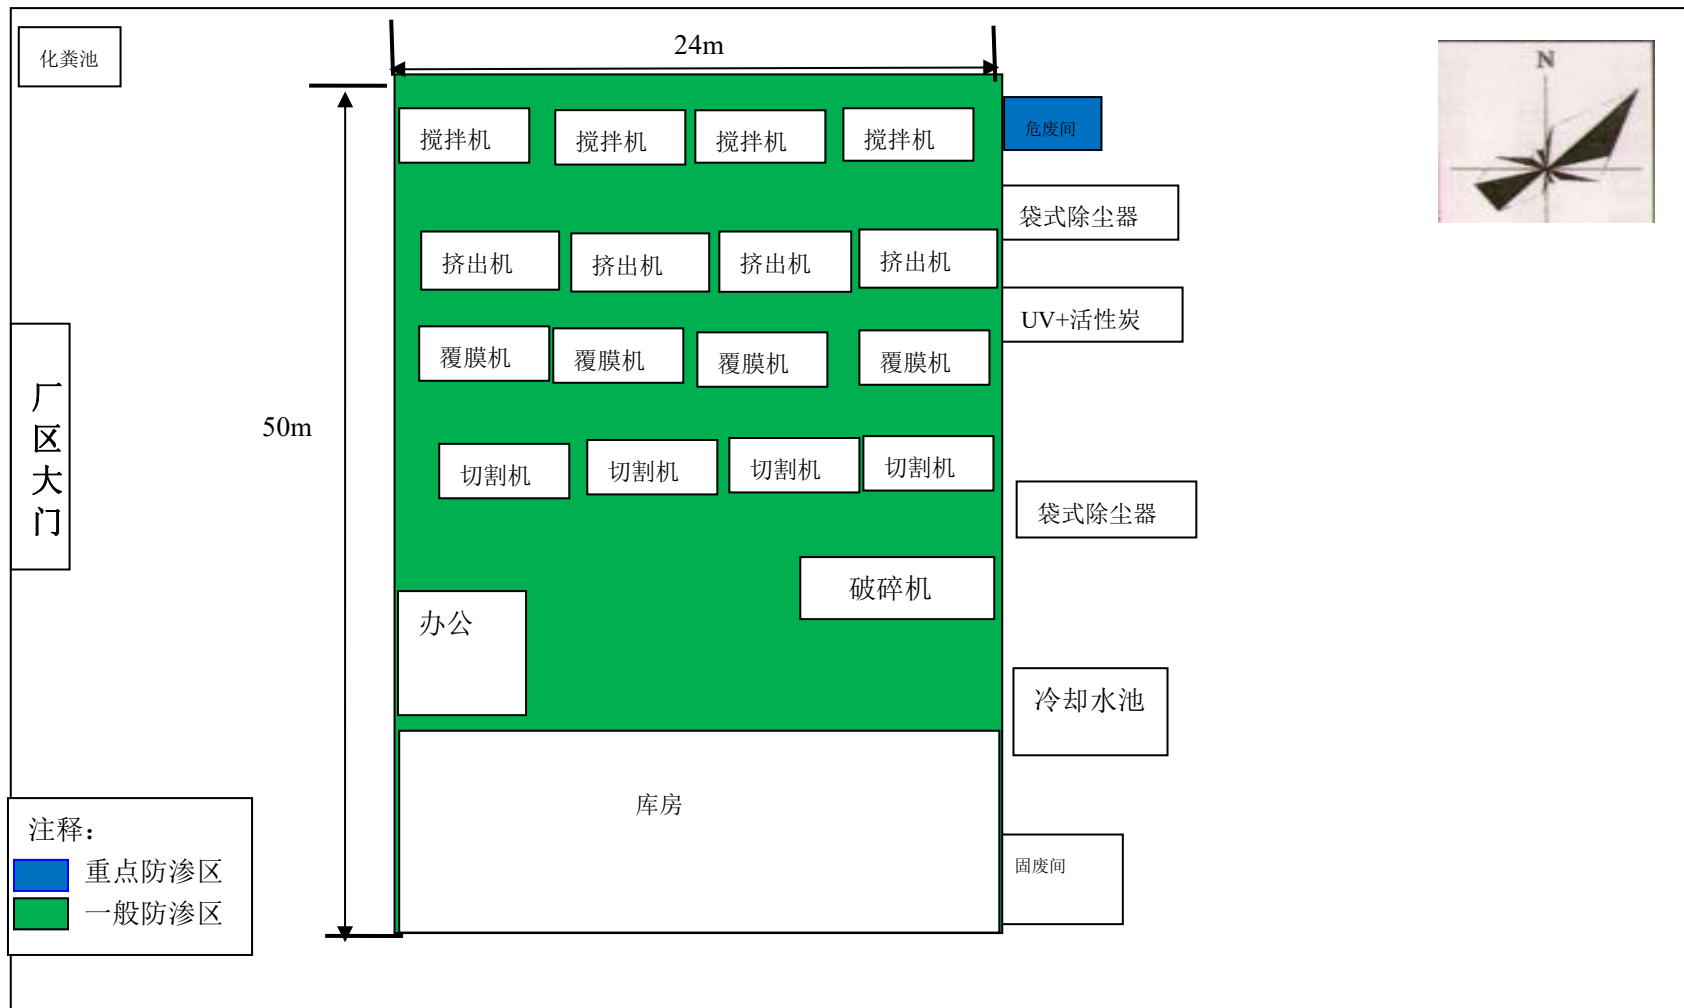 化粪池
24m
N
搅拌机
搅拌机
搅拌机
搅拌机
危废间
袋式除尘器
挤出机
挤出机
挤出机
挤出机
UV+活性炭
覆膜机
覆膜机
覆膜机
覆膜机
厂区大门
50m
切割机
切割机
切割机
切割机
袋式除尘器
破碎机
办公
冷却水池
库房
固废间
注释：
重点防渗区
一般防渗区